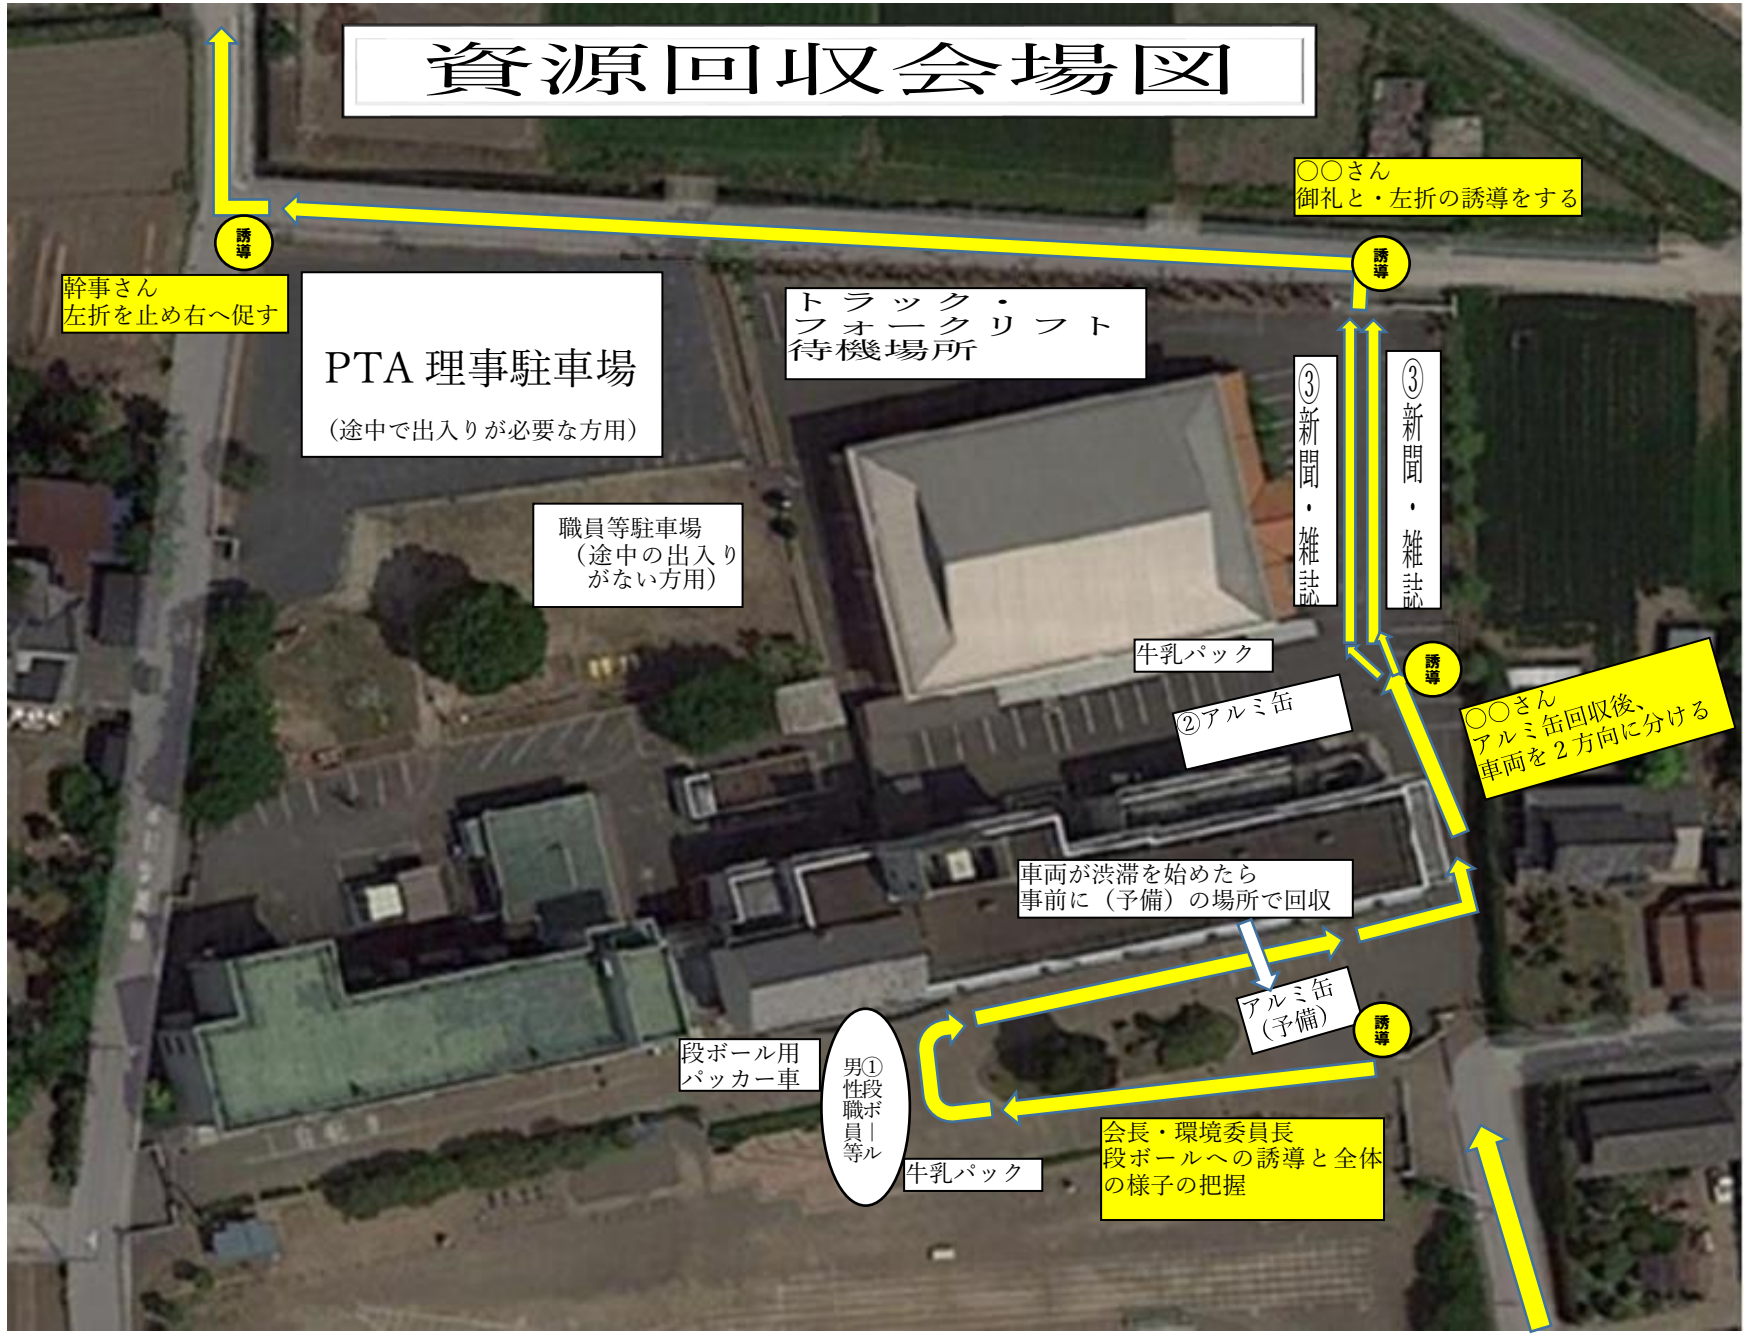 資源回収会場図
〇〇さん
御礼と・左折の誘導をする
誘導
誘導
幹事さん
左折を止め右へ促す
PTA 理事駐車場
（途中で出入りが必要な方用）
トラック・
フォークリフト
待機場所
③新聞・雑誌
③新聞・雑誌
職員等駐車場
（途中の出入り
がない方用）
牛乳パック
誘導
②アルミ缶
〇〇さん
アルミ缶回収後、
車両を２方向に分ける
車両が渋滞を始めたら
事前に（予備）の場所で回収
アルミ缶
（予備）
誘導
段ボール用
パッカー車
①段ボール
男性職員等
会長・環境委員長
段ボールへの誘導と全体
の様子の把握
牛乳パック